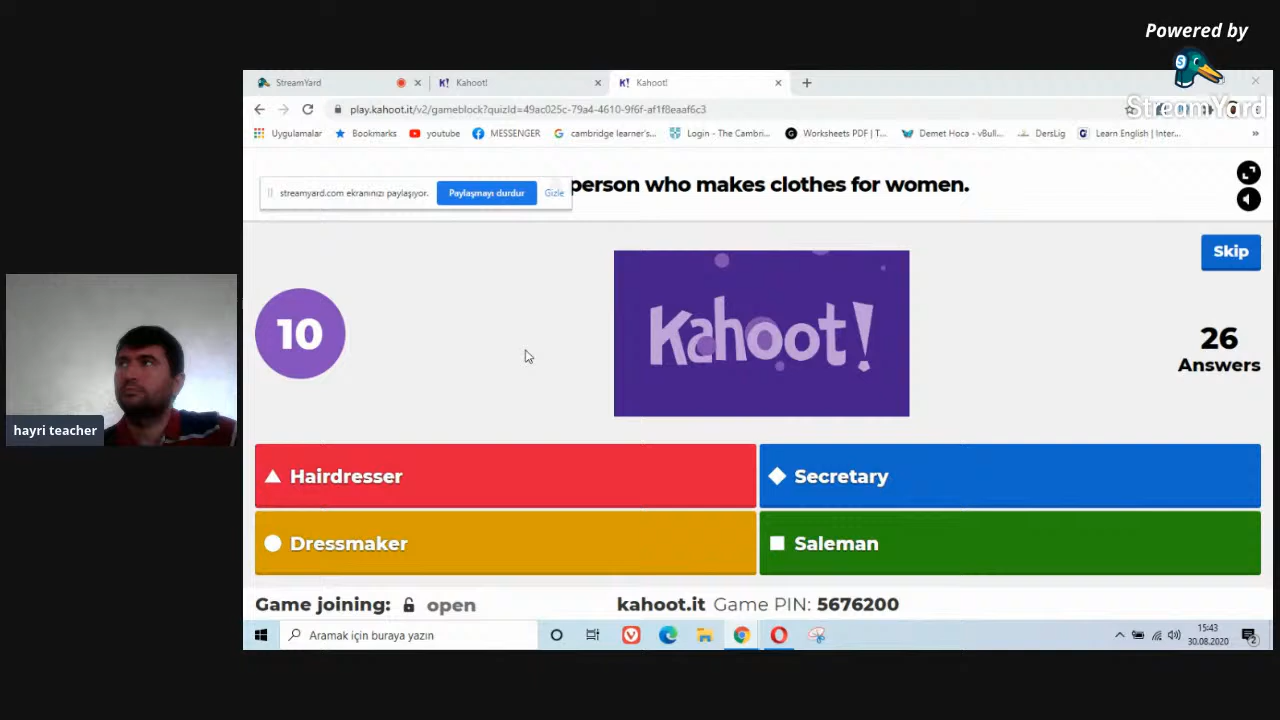 Powered by
StreamYard
StreamYard
Kahoot!
Kahoot!
play.kahoot.it/v2/gameblock?quizId=49ac025c-79a4-4610-9f6f-af1f8eaaf6c3
Uygulamalar Bookmarks youtube MESSENGER cambridge learner's... Login - The Cambri... Worksheets PDF | T... Demet Hoca - vBull... DersLig Learn English | Inter... »
person who makes clothes for women.
streamyard.com ekranınızı paylaşıyor. Paylaşmayı durdur Gizle
Skip
10
Kahoot!
26
Answers
hayri teacher
Hairdresser
Secretary
Dressmaker
Saleman
Game joining: open
kahoot.it Game PIN: 5676200
Aramak için buraya yazın
15:43
30.08.2020
2